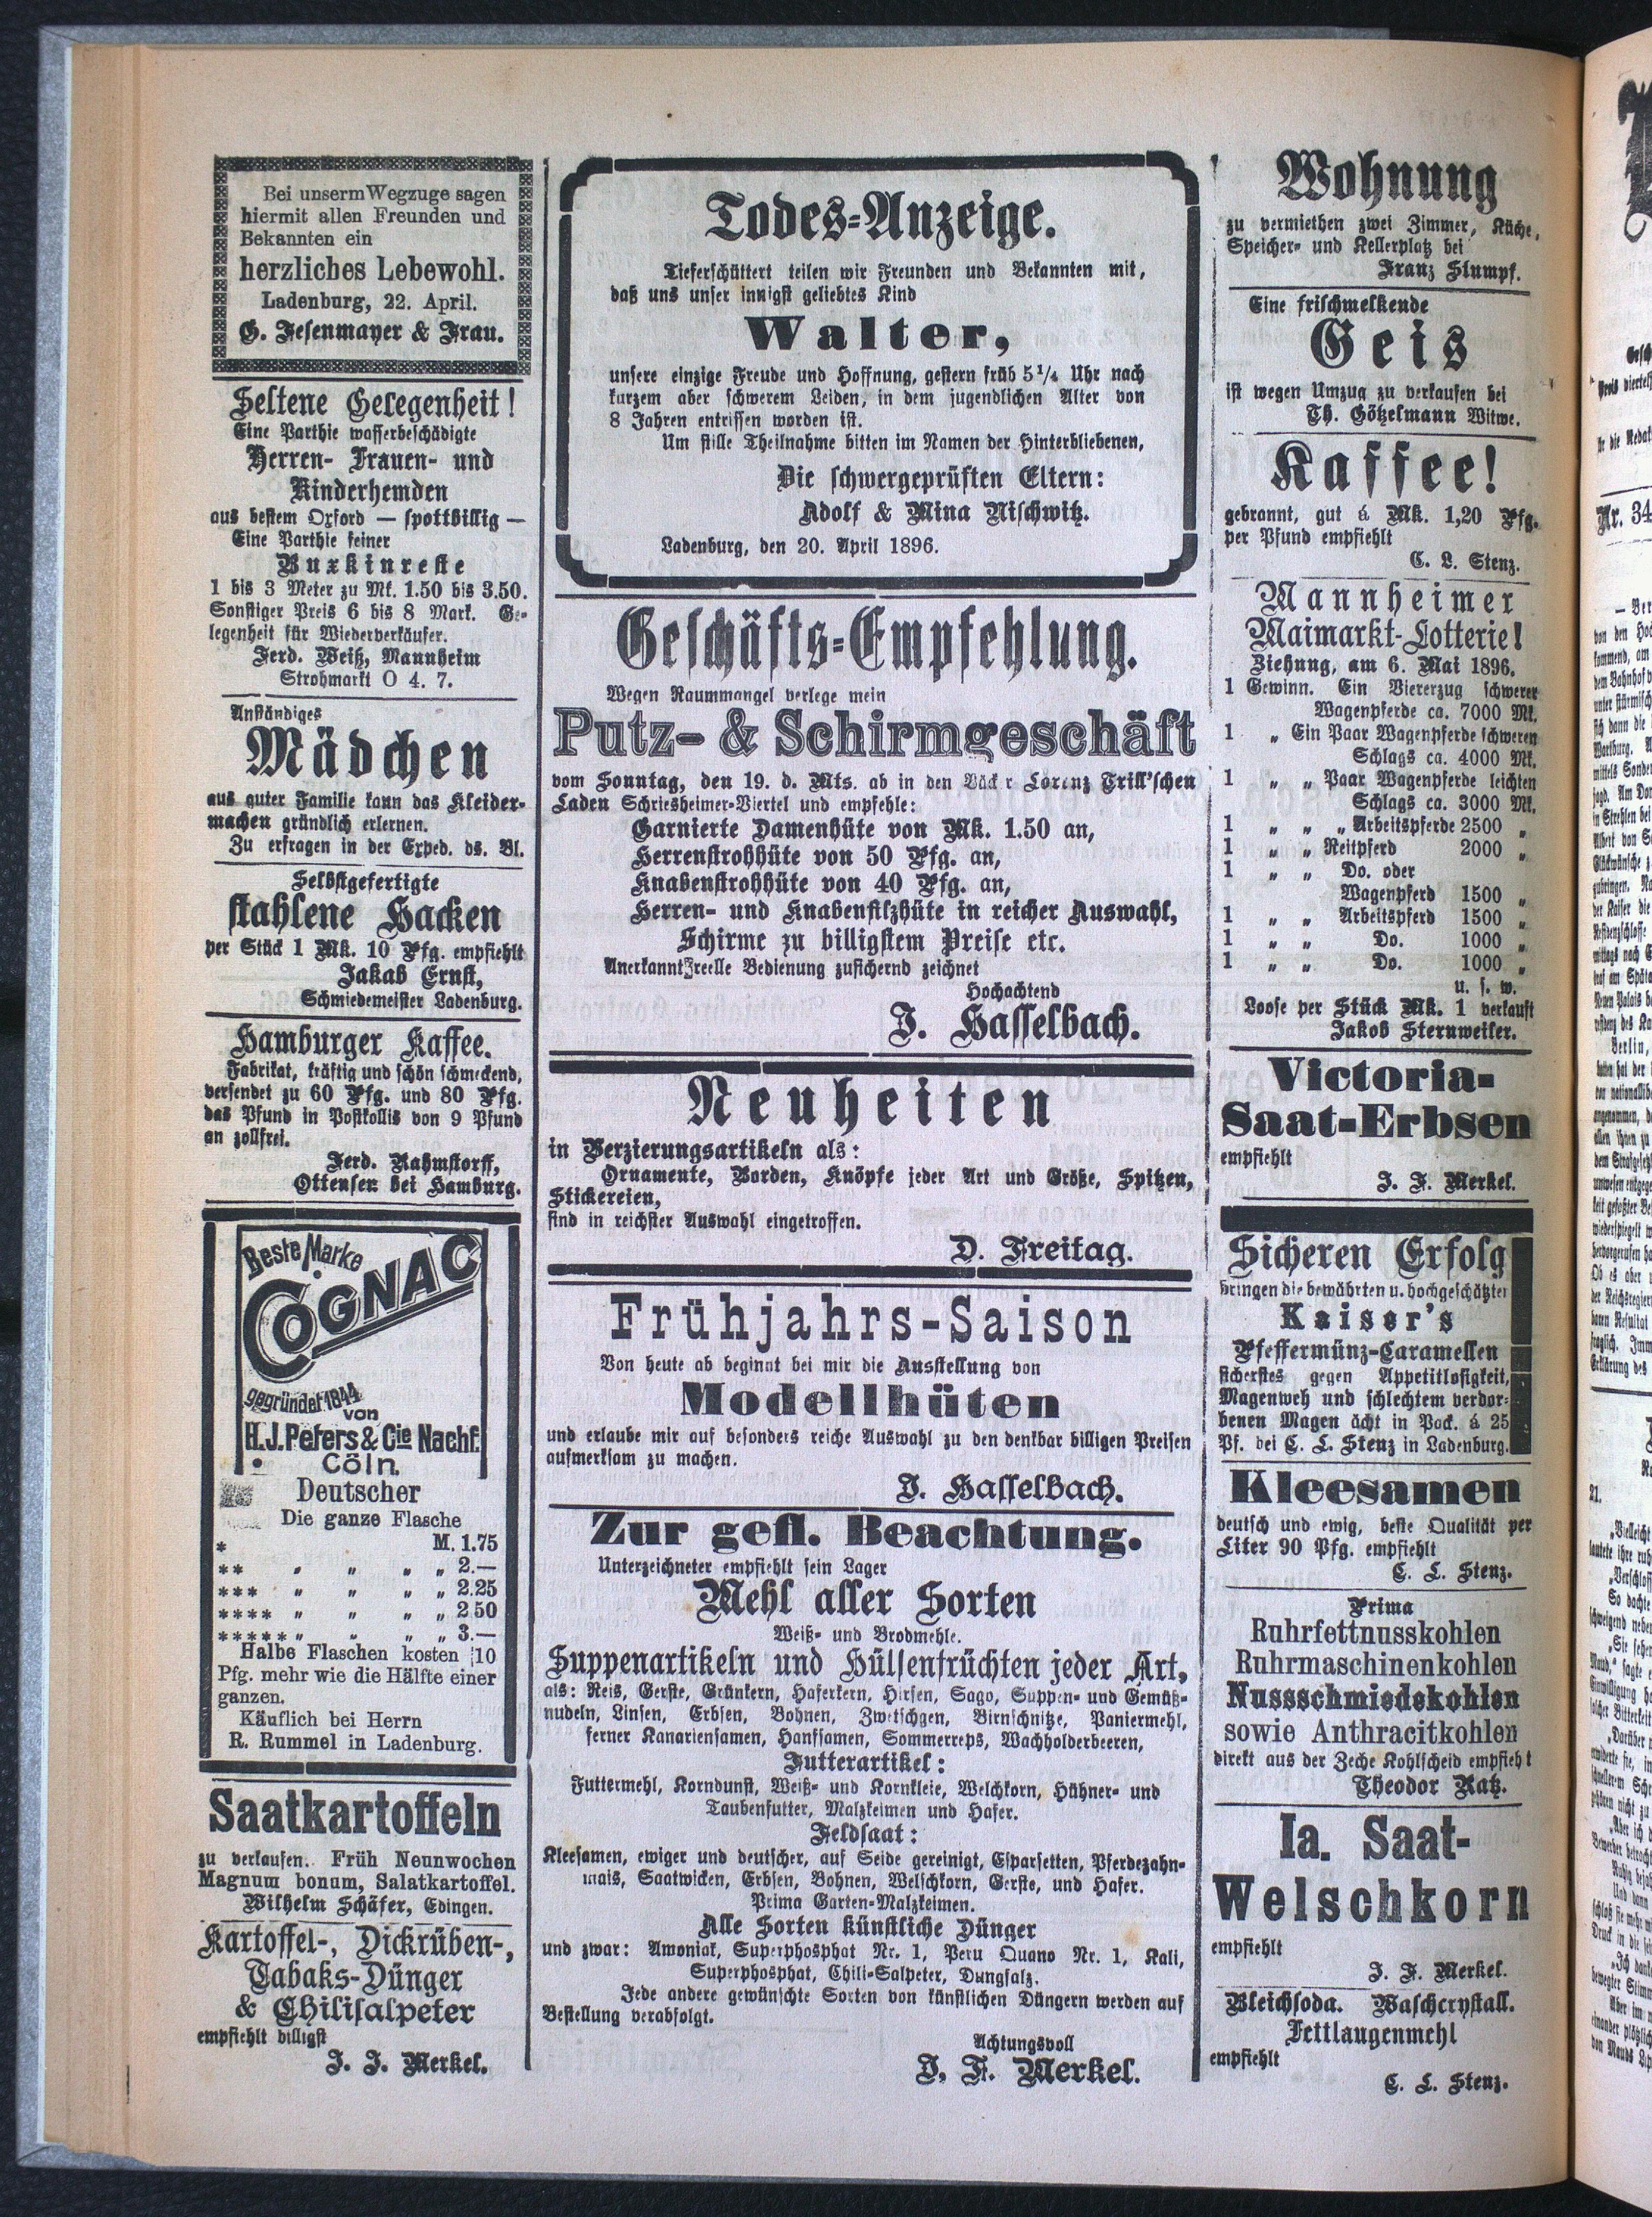 Bei unserm Wegzuge sagen
hiermit allen Freunden und
Bekannten ein
herzliches Lebewohl.
Ladenburg, 22. April.
G. Fesenmayer & Frau.
Seltene Gelegenheit!
Eine Parthie wasserbeschädigte
Herren- Frauen- und
Kinderhemden
aus bestem Oxford — spottbillig —
Eine Parthie feiner
Buxkinreste
1 bis 3 Meter zu Mk. 1.50 bis 3.50.
Sonstiger Preis 6 bis 8 Mark. Ge-
legenheit für Wiederverkäufer.
Ferd. Weiß, Mannheim
Strohmarkt O 4. 7.
Anständiges
Mädchen
aus guter Familie kann das Kleider-
machen gründlich erlernen.
Zu erfragen in der Exped. ds. Bl.
Selbstgefertigte
stahlene Hacken
per Stück 1 Mk. 10 Pfg. empfiehlt
Jakob Ernst,
Schmiedemeister Ladenburg.
Hamburger Kaffee.
Fabrikat, kräftig und schön schmeckend,
versendet zu 60 Pfg. und 80 Pfg.
das Pfund in Postkollis von 9 Pfund
an zollfrei.
Ferd. Rahmstorff,
Ottensen bei Hamburg.
Beste Marke
COGNAC
gegründet 1844
von
H.J. Peters & Cie Nachf.
Cöln.
Deutscher
Die ganze Flasche
* M. 1.75
** „ „ „ „ 2.—
*** „ „ „ „ 2.25
**** „ „ „ „ 2.50
***** „ „ „ „ 3.—
Halbe Flaschen kosten 10
Pfg. mehr wie die Hälfte einer
ganzen.
Käuflich bei Herrn
R. Rummel in Ladenburg.
Saatkartoffeln
zu verkaufen. Früh Neunwochen
Magnum bonum, Salatkartoffel.
Wilhelm Schäfer, Edingen.
Kartoffel-, Dickrüben-,
Tabaks-Dünger
& Chilisalpeter
empfiehlt billigst
J. F. Merkel.
Todes-Anzeige.
Tieferschüttert teilen wir Freunden und Bekannten mit,
daß uns unser innigst geliebtes Kind
Walter,
unsere einzige Freude und Hoffnung, gestern früh 5¼ Uhr nach
kurzem aber schwerem Leiden, in dem jugendlichen Alter von
8 Jahren entrissen worden ist.
Um stille Theilnahme bitten im Namen der Hinterbliebenen,
Die schwergeprüften Eltern:
Adolf & Mina Nischwitz.
Ladenburg, den 20. April 1896.
Geschäfts-Empfehlung.
Wegen Raummangel verlege mein
Putz- & Schirmgeschäft
vom Sonntag, den 19. d. Mts. ab in den Bäcker Lorenz Trill'schen
Laden Schriesheimer-Viertel und empfehle:
Garnierte Damenhüte von Mk. 1.50 an,
Herrenstrohhüte von 50 Pfg. an,
Knabenstrohhüte von 40 Pfg. an,
Herren- und Knabenfilzhüte in reicher Auswahl,
Schirme zu billigstem Preise etc.
Anerkannt reelle Bedienung zusichernd zeichnet
Hochachtend
J. Hasselbach.
Neuheiten
in Verzierungsartikeln als:
Ornamente, Borden, Knöpfe jeder Art und Größe, Spitzen,
Stickereien,
sind in reichster Auswahl eingetroffen.
D. Freitag.
Frühjahrs-Saison
Von heute ab beginnt bei mir die Ausstellung von
Modellhüten
und erlaube mir auf besonders reiche Auswahl zu den denkbar billigen Preisen
aufmerksam zu machen.
J. Hasselbach.
Zur gefl. Beachtung.
Unterzeichneter empfiehlt sein Lager
Mehl aller Sorten
Weiß- und Brodmehle.
Suppenartikeln und Hülsenfrüchten jeder Art,
als: Reis, Gerste, Grünkern, Haferkern, Hirsen, Sago, Suppen- und Gemüß-
nudeln, Linsen, Erbsen, Bohnen, Zwetschgen, Birnschnitze, Paniermehl,
ferner Kanariensamen, Hanfsamen, Sommerreps, Wachholderbeeren,
Futterartikel:
Futtermehl, Korndunst, Weiß- und Kornkleie, Welchkorn, Hühner- und
Taubenfutter, Malzkeimen und Hafer.
Feldsaat:
Kleesamen, ewiger und deutscher, auf Seide gereinigt, Esparsetten, Pferdezahn-
mais, Saatwicken, Erbsen, Bohnen, Welschkorn, Gerste, und Hafer.
Prima Garten-Malzkeimen.
Alle Sorten künstliche Dünger
und zwar: Amoniak, Superphosphat Nr. 1, Peru Quano Nr. 1, Kali,
Superphosphat, Chili-Salpeter, Dungsalz.
Jede andere gewünschte Sorten von künstlichen Düngern werden auf
Bestellung verabfolgt.
Achtungsvoll
J. F. Merkel.
Wohnung
zu vermiethen zwei Zimmer, Küche,
Speicher- und Kellerplatz bei
Franz Stumpf.
Eine frischmelkende
Geis
ist wegen Umzug zu verkaufen bei
Th. Götzelmann Witwe.
Kaffee!
gebrannt, gut á Mk. 1,20 Pfg.
per Pfund empfiehlt
C. L. Stenz.
Mannheimer
Maimarkt-Lotterie!
Ziehung, am 6. Mai 1896.
1 Gewinn. Ein Viererzug schwerer
Wagenpferde ca. 7000 Mk.
1 „ Ein Paar Wagenpferde schweren
Schlags ca. 4000 Mk.
1 „ „ Paar Wagenpferde leichten
Schlags ca. 3000 Mk.
1 „ „ „ Arbeitspferde 2500 „
1 „ „ Reitpferd 2000 „
1 „ „ Do. oder
Wagenpferd 1500 „
1 „ „ Arbeitspferd 1500 „
1 „ „ Do. 1000 „
1 „ „ Do. 1000 „
u. s. w.
Loose per Stück Mk. 1 verkauft
Jakob Sternweiler.
Victoria-
Saat-Erbsen
empfiehlt
J. F. Merkel.
Sicheren Erfolg
bringen die bewährten u. hochgeschätzten
Kaiser's
Pfeffermünz-Caramellen
sicherstes gegen Appetitlosigkeit,
Magenweh und schlechtem verdor-
benen Magen ächt in Pack. á 25
Pf. bei C. L. Stenz in Ladenburg.
Kleesamen
deutsch und ewig, beste Qualität per
Liter 90 Pfg. empfiehlt
C. L. Stenz.
Prima
Ruhrfettnusskohlen
Ruhrmaschinenkohlen
Nussschmiedekohlen
sowie Anthracitkohlen
direkt aus der Zeche Kohlscheid empfiehlt
Theodor Katz.
Ia. Saat-
Welschkorn
empfiehlt
J. F. Merkel.
Bleichsoda. Waschcrystall.
Fettlaugenmehl
empfiehlt
C. L. Stenz.
Nr. 34